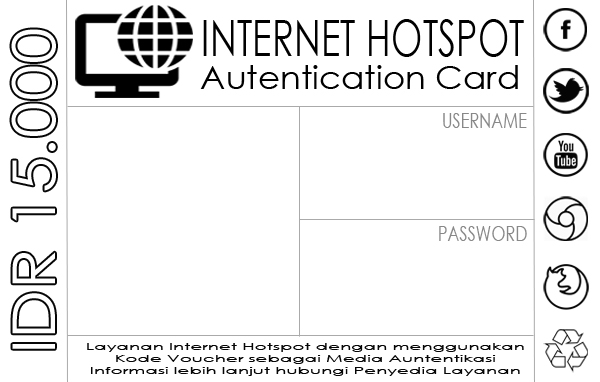 IDR 15.000
INTERNET HOTSPOT
Autentication Card
USERNAME
PASSWORD
Layanan Internet Hotspot dengan menggunakan
Kode Voucher sebagai Media Auntentikasi
Informasi lebih lanjut hubungi Penyedia Layanan
f
You
Tube